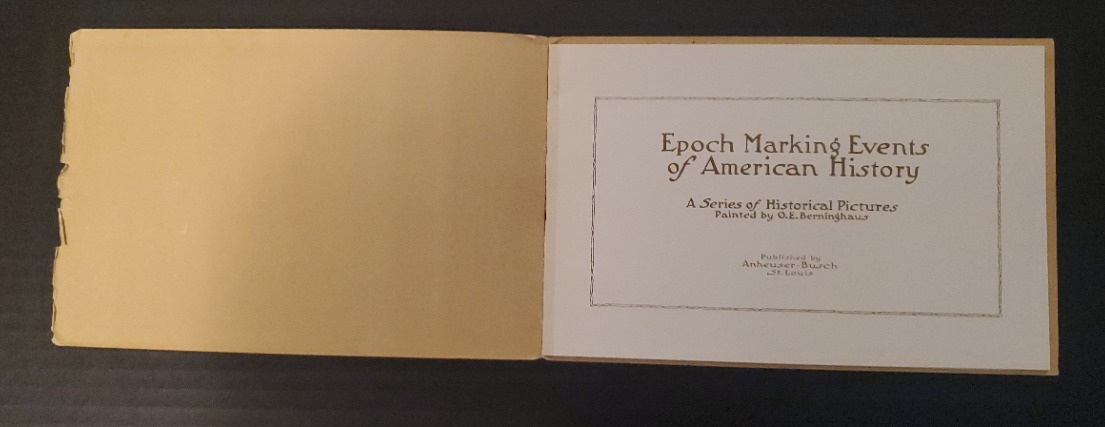 Epoch Marking Events
of American History
A Series of Historical Pictures
Painted by O.E. Berninghaus
Published by
Anheuser-Busch
St. Louis